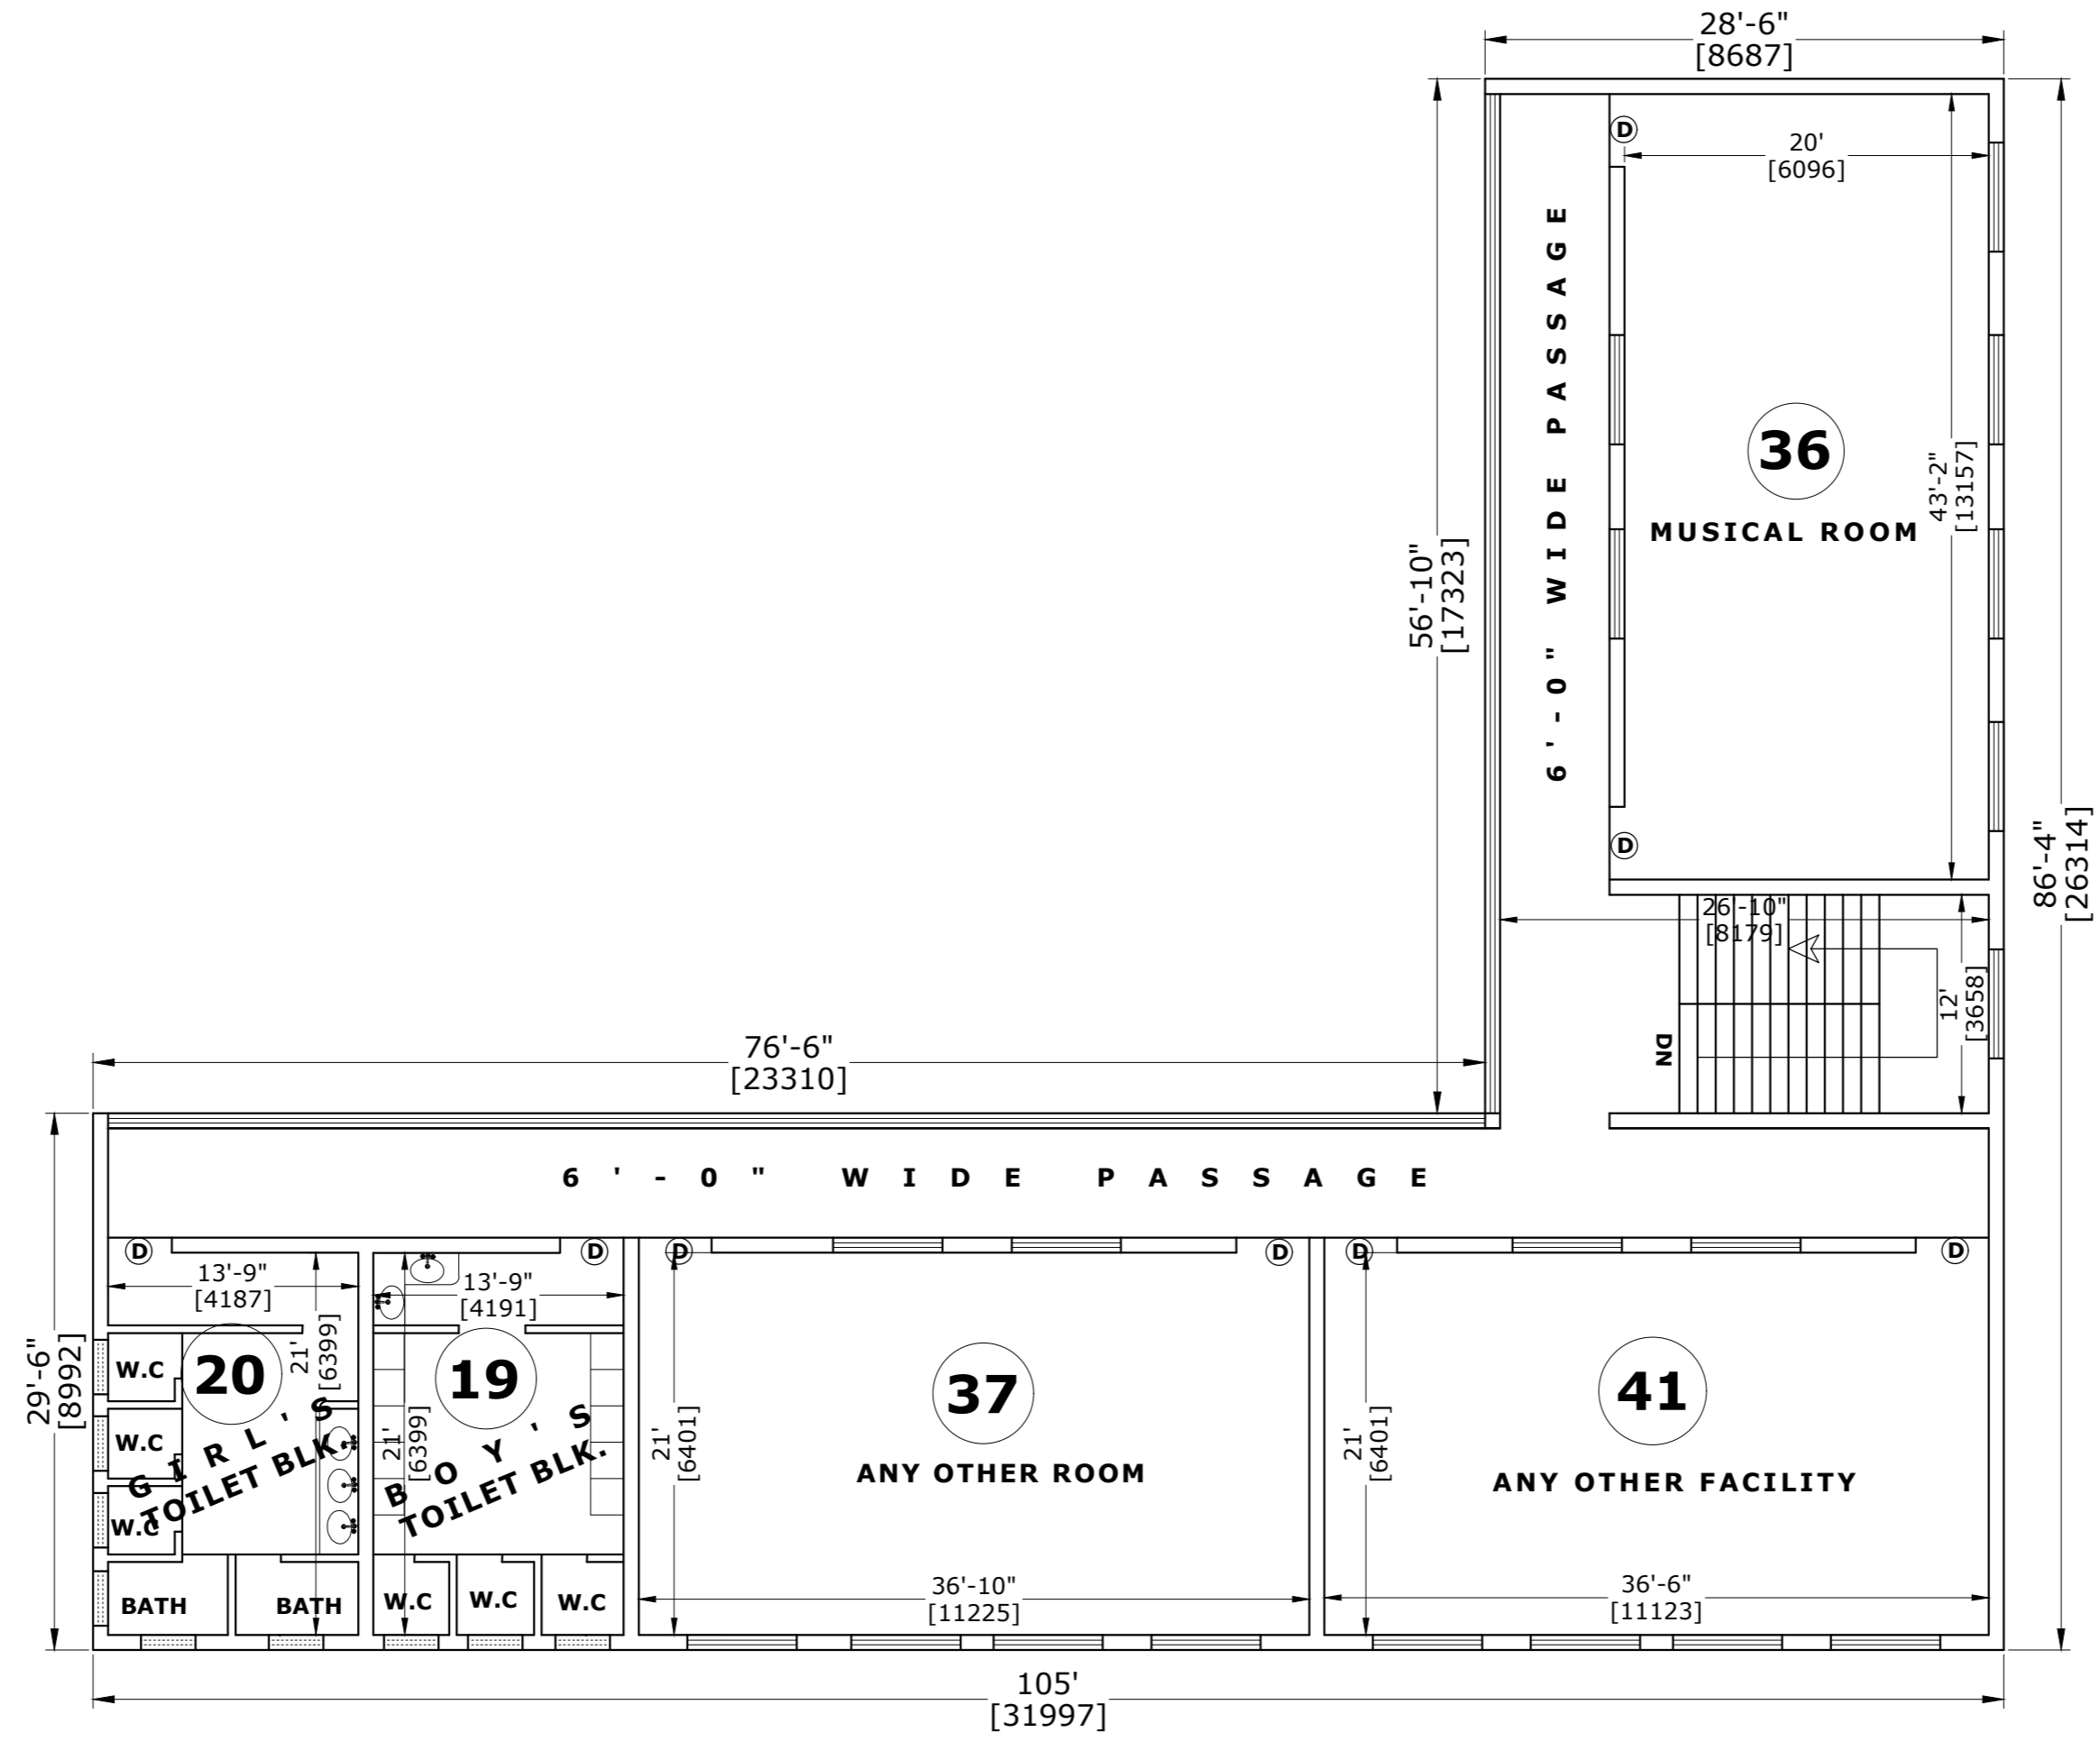 28'-6"
[8687]
D
20'
[6096]
6'-0" WIDE PASSAGE
36
MUSICAL ROOM
43'-2"
[13157]
56'-10"
[17323]
D
86'-4"
[26314]
26'-10"
[8179]
12'
[3658]
DN
76'-6"
[23310]
6'-0" WIDE PASSAGE
D
D
D
D
D
D
13'-9"
[4187]
13'-9"
[4191]
29'-6"
[8992]
W.C
20
21'
[6399]
19
W.C
GIRL'S
TOILET BLK.
21'
[6399]
BOY'S
TOILET BLK.
W.C
BATH
BATH
W.C
W.C
W.C
21'
[6401]
37
ANY OTHER ROOM
36'-10"
[11225]
21'
[6401]
41
ANY OTHER FACILITY
36'-6"
[11123]
105'
[31997]